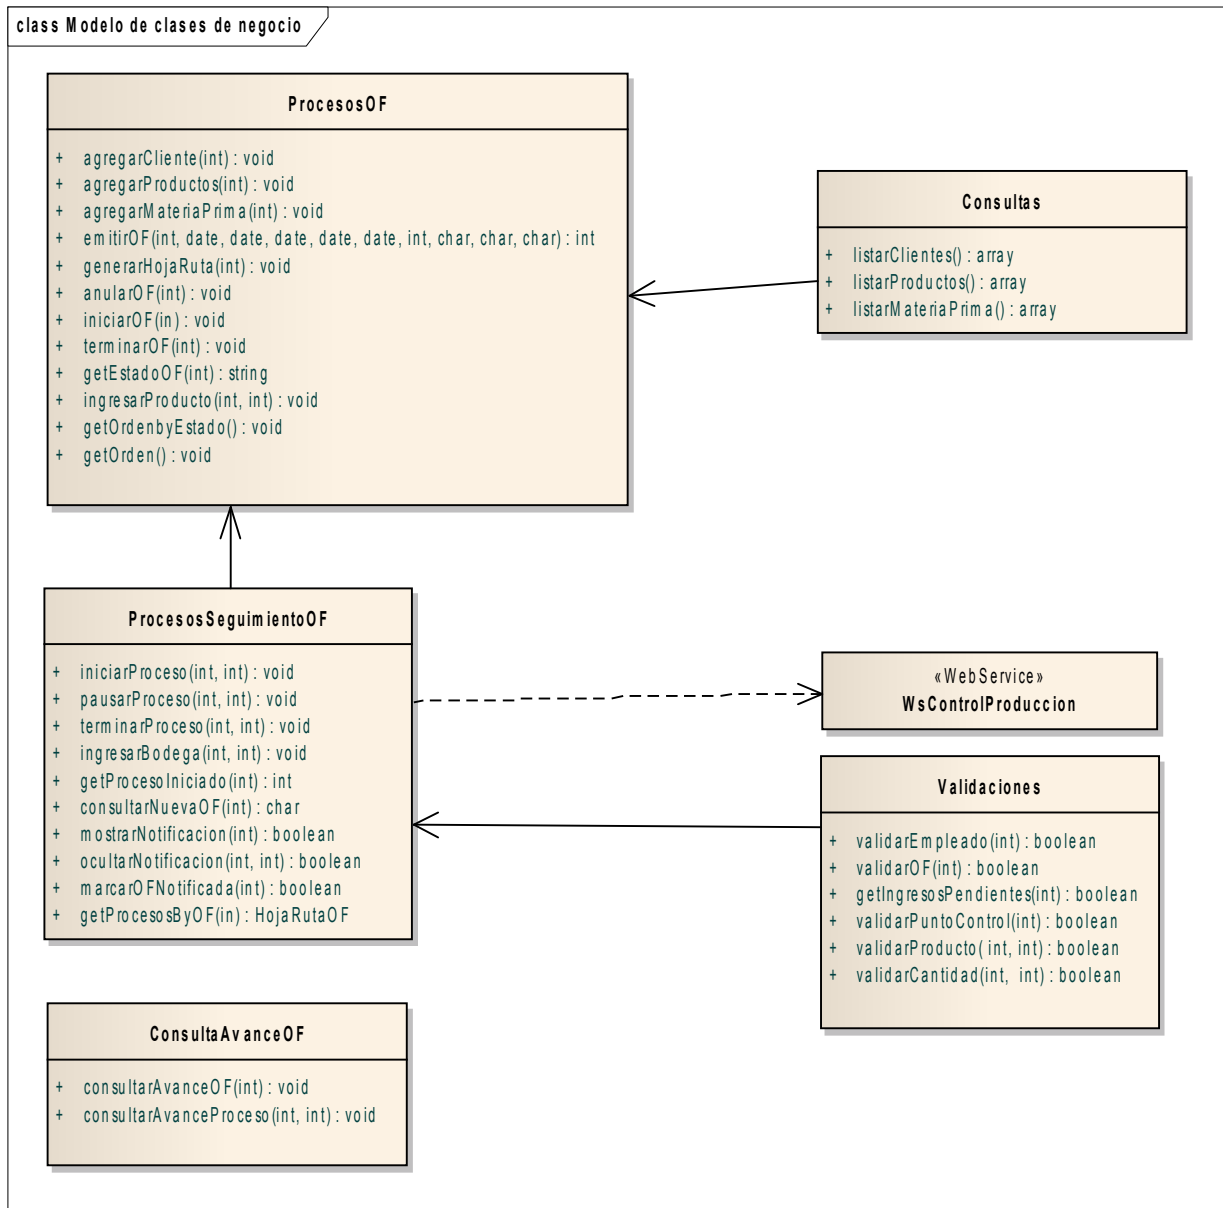 class Modelo de clases de negocio
ProcesosOF
+ agregarCliente(int) : void
+ agregarProductos(int) : void
+ agregarMateriaPrima(int) : void
+ emitirOF(int, date, date, date, date, date, int, char, char, char) : int
+ generarHojaRuta(int) : void
+ anularOF(int) : void
+ iniciarOF(in) : void
+ terminarOF(int) : void
+ getEstadoOF(int) : string
+ ingresarProducto(int, int) : void
+ getOrdenbyEstado() : void
+ getOrden() : void
Consultas
+ listarClientes() : array
+ listarProductos() : array
+ listarMateriaPrima() : array
ProcesosSeguimientoOF
+ iniciarProceso(int, int) : void
+ pausarProceso(int, int) : void
+ terminarProceso(int, int) : void
+ ingresarBodega(int, int) : void
+ getProcesoIniciado(int) : int
+ consultarNuevaOF(int) : char
+ mostrarNotificacion(int) : boolean
+ ocultarNotificacion(int, int) : boolean
+ marcarOFNotificada(int) : boolean
+ getProcesosByOF(in) : HojaRutaOF
«WebService»
WsControlProduccion
Validaciones
+ validarEmpleado(int) : boolean
+ validarOF(int) : boolean
+ getIngresosPendientes(int) : boolean
+ validarPuntoControl(int) : boolean
+ validarProducto( int, int) : boolean
+ validarCantidad(int, int) : boolean
ConsultaAvanceOF
+ consultarAvanceOF(int) : void
+ consultarAvanceProceso(int, int) : void